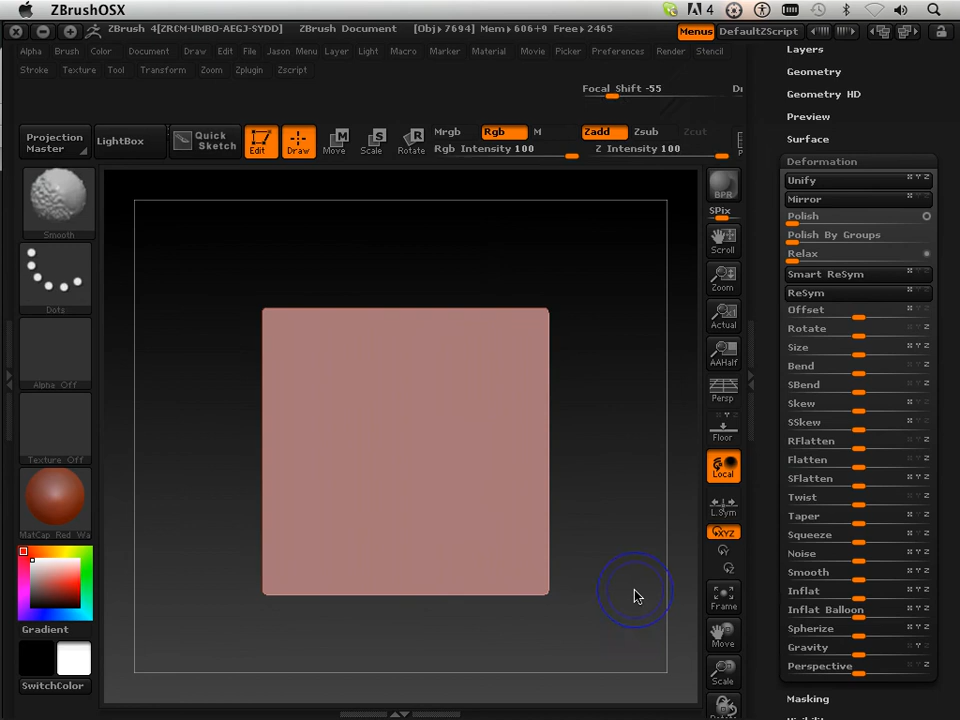 ZBrushOSX
4
ZBrush 4[ZRCM-UMBO-AEGJ-SYDD] ZBrush Document [Obj▸ 7694] Mem▸ 606+9 Free▸ 2465 Menus DefaultZScript
Alpha Brush Color Document Draw Edit File Jason Menu Layer Light Macro Marker Material Movie Picker Preferences Render Stencil
Stroke Texture Tool Transform Zoom Zplugin Zscript
Focal Shift -55
Projection Master
LightBox
Quick Sketch
Edit
Draw
Move
Scale
Rotate
Mrgb Rgb M
Rgb Intensity 100
Zadd Zsub Zcut
Z Intensity 100
Smooth
Dots
Alpha Off
Texture Off
MatCap Red Wa
Gradient
SwitchColor
BPR
SPix
Scroll
Zoom
Actual
AAHalf
Persp
Floor
Local
L.Sym
XYZ
Frame
Move
Scale
Layers
Geometry
Geometry HD
Preview
Surface
Deformation
Unify
Mirror
Polish
Polish By Groups
Relax
Smart ReSym
ReSym
Offset
Rotate
Size
Bend
SBend
Skew
SSkew
RFlatten
Flatten
SFlatten
Twist
Taper
Squeeze
Noise
Smooth
Inflat
Inflat Balloon
Spherize
Gravity
Perspective
Masking